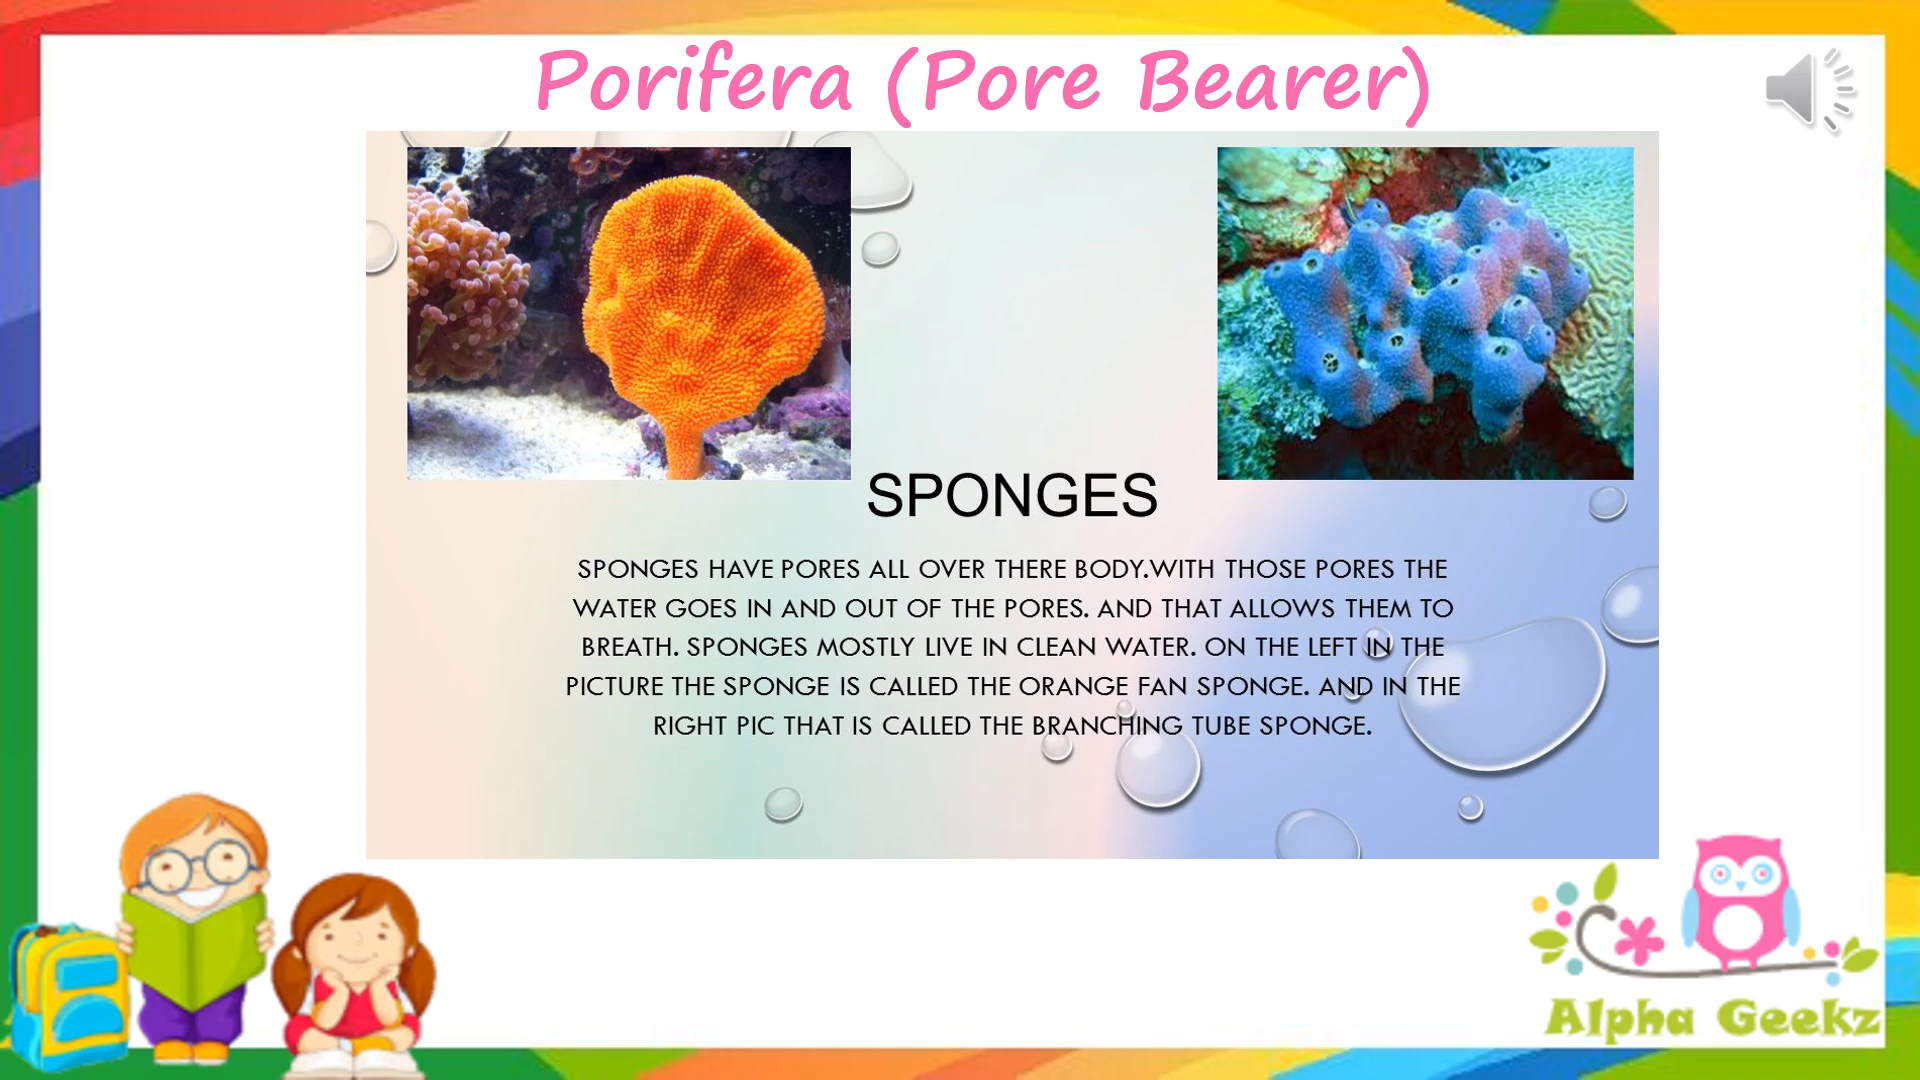 Porifera (Pore Bearer)
SPONGES
SPONGES HAVE PORES ALL OVER THERE BODY.WITH THOSE PORES THE
WATER GOES IN AND OUT OF THE PORES. AND THAT ALLOWS THEM TO
BREATH. SPONGES MOSTLY LIVE IN CLEAN WATER. ON THE LEFT IN THE
PICTURE THE SPONGE IS CALLED THE ORANGE FAN SPONGE. AND IN THE
RIGHT PIC THAT IS CALLED THE BRANCHING TUBE SPONGE.
Alpha Geekz